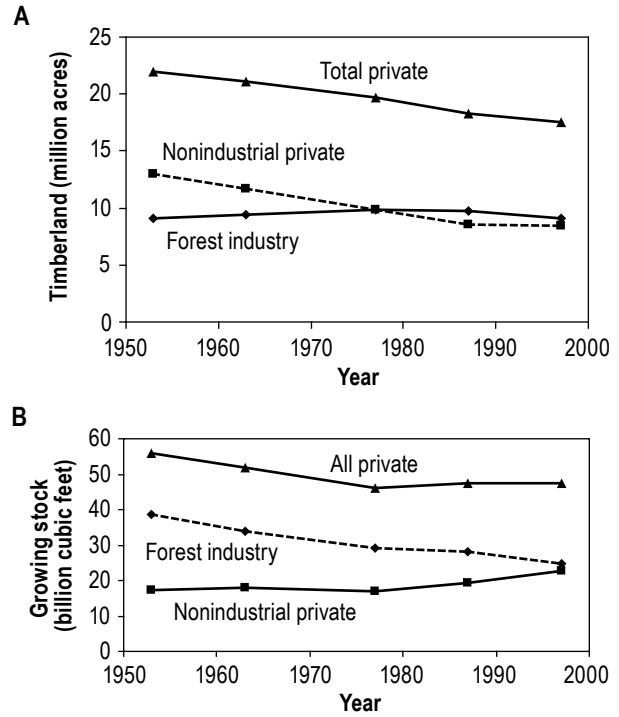 A
Timberland (million acres)
25
20
15
10
5
0
Total private
Nonindustrial private
Forest industry
1950 1960 1970 1980 1990 2000
Year
B
Growing stock
(billion cubic feet)
60
50
40
30
20
10
0
All private
Forest industry
Nonindustrial private
1950 1960 1970 1980 1990 2000
Year